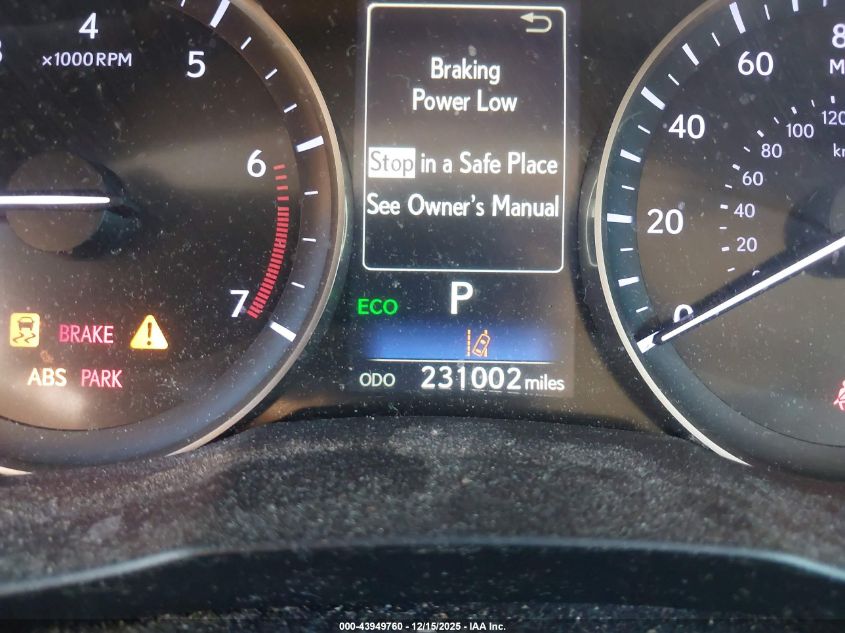 4
×1000RPM
5
6
7
BRAKE
ABS PARK
Braking
Power Low
Stop in a Safe Place
See Owner's Manual
ECO
P
ODO 231002 miles
60
40
20
0
120
100
80
60
40
20
000-43949760 - 12/15/2025 - IAA Inc.